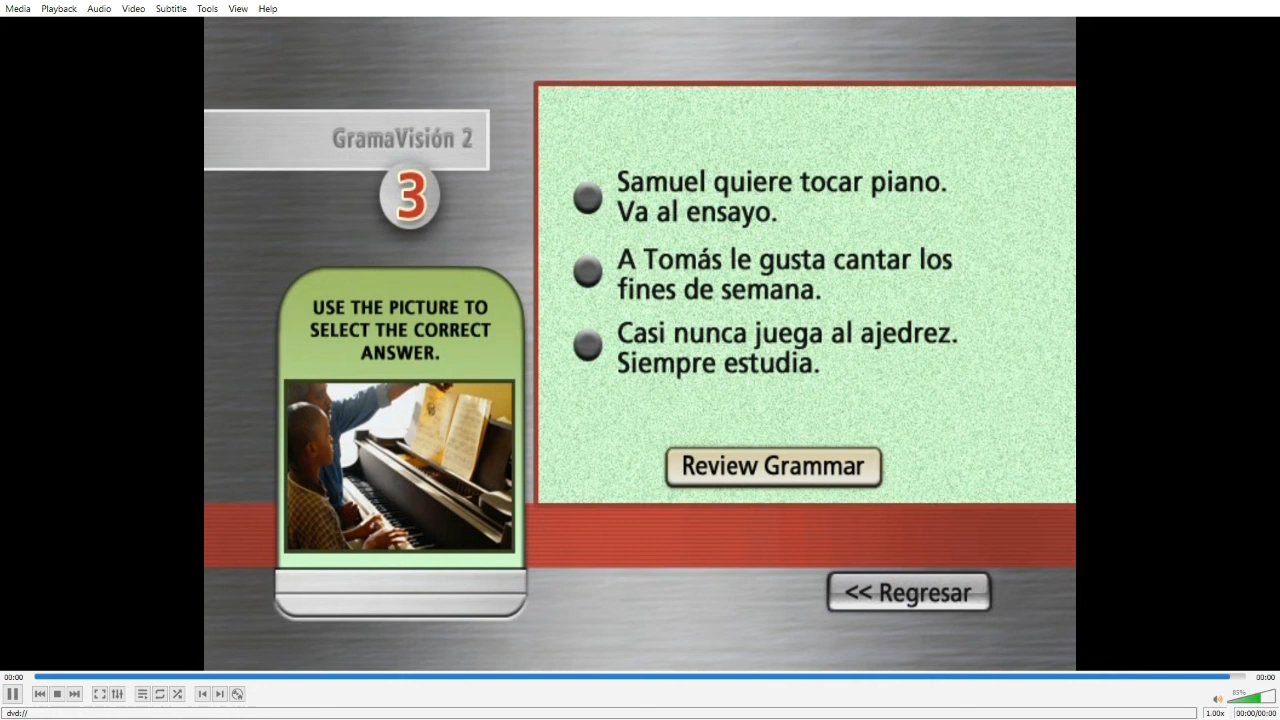 Media Playback Audio Video Subtitle Tools View Help
GramaVisión 2
3
USE THE PICTURE TO
SELECT THE CORRECT
ANSWER.
Samuel quiere tocar piano.
Va al ensayo.
A Tomás le gusta cantar los
fines de semana.
Casi nunca juega al ajedrez.
Siempre estudia.
Review Grammar
<< Regresar
00:00 00:00
85%
dvd:// 1.00x 00:00/00:00